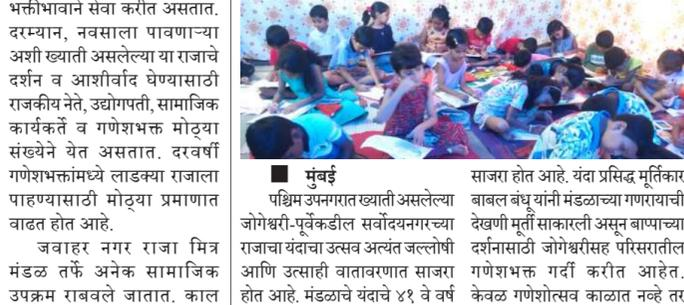 भक्तीभावाने सेवा करीत असतात.
दरम्यान, नवसाला पावणाऱ्या
अशी ख्याती असलेल्या या राजाचे
दर्शन व आशीर्वाद घेण्यासाठी
राजकीय नेते, उद्योगपती, सामाजिक
कार्यकर्ते व गणेशभक्त मोठ्या
संख्येने येत असतात. दरवर्षी
गणेशभक्तांमध्ये लाडक्या राजाला
पाहण्यासाठी मोठ्या प्रमाणात
वाढत होत आहे.
जवाहर नगर राजा मित्र
मंडळ तर्फे अनेक सामाजिक
उपक्रम राबवले जातात. काल
मुंबई
पश्चिम उपनगरात ख्याती असलेल्या
जोगेश्वरी-पूर्वेकडील सर्वोदयनगरच्या
राजाचा यंदाचा उत्सव अत्यंत जल्लोषी
आणि उत्साही वातावरणात साजरा
होत आहे. मंडळाचे यंदाचे ४१ वे वर्ष
साजरा होत आहे. यंदा प्रसिद्ध मूर्तिकार
बाबल बंधू यांनी मंडळाच्या गणरायाची
देखणी मूर्ती साकारली असून बाप्पाच्या
दर्शनासाठी जोगेश्वरीसह परिसरातील
गणेशभक्त गर्दी करीत आहेत.
केवळ गणेशोत्सव काळात नव्हे तर